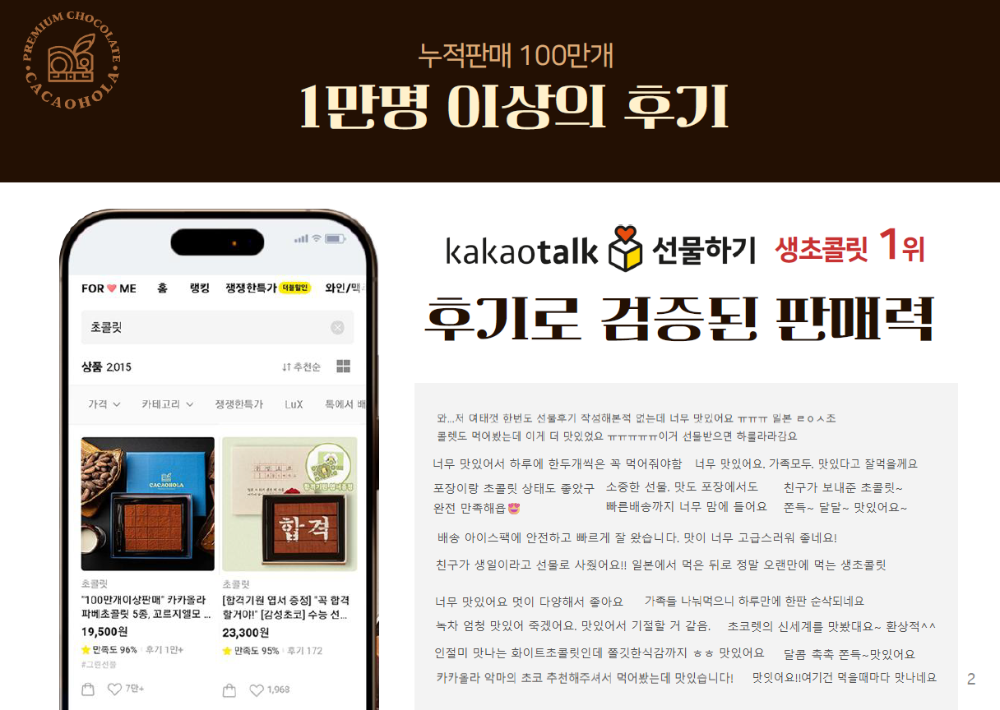 PREMIUM CHOCOLATE
CACAOHOLA
누적판매 100만개
1만명 이상의 후기
FOR ME 홈 랭킹 쟁쟁한특가 더블할인 와인/
초콜릿
상품 2,015 추천순
가격 카테고리 쟁쟁한특가 LuX 톡에서 배
CACAOHOLA
합격기원 엽서증정
합격
초콜릿
"100만개이상판매" 카카올라
파베초콜릿 5종, 꼬르지엘모 ...
19,500원
만족도 96% 후기 1만+
#그린선물
7만+
초콜릿
[합격기원 엽서 증정] "꼭 합격
할거야!" [감성초코] 수능 선...
23,300원
만족도 95% 후기 172
1,968
kakaotalk 선물하기 생초콜릿 1위
후기로 검증된 판매력
와...저 여태껏 한번도 선물후기 작성해본적 없는데 너무 맛있어요 ㅠㅠㅠ 일본 ㄹㅇㅅ초
콜렛도 먹어봤는데 이게 더 맛있었요 ㅠㅠㅠㅠㅠ이거 선물받으면 하룰라라감요
너무 맛있어서 하루에 한두개씩은 꼭 먹어줘야함 너무 맛있어요. 가족모두. 맛있다고 잘먹을께요
포장이랑 초콜릿 상태도 좋았구
완전 만족해욥😍
소중한 선물. 맛도 포장에서도
빠른배송까지 너무 맘에 들어요
친구가 보내준 초콜릿~
쫀득~ 달달~ 맛있어요~
배송 아이스팩에 안전하고 빠르게 잘 왔습니다. 맛이 너무 고급스러워 좋네요!
친구가 생일이라고 선물로 사줬어요!! 일본에서 먹은 뒤로 정말 오랜만에 먹는 생초콜릿
너무 맛있어요 멋이 다양해서 좋아요 가족들 나눠먹으니 하루만에 한판 순삭되네요
녹차 엄청 맛있어 죽겠어요. 맛있어서 기절할 거 같음. 초코렛의 신세계를 맛봤대요~ 환상적^^
인절미 맛나는 화이트초콜릿인데 쫄깃한식감까지 ㅎㅎ 맛있어요 달콤 촉촉 쫀득~맛있어요
카카올라 악마의 초코 추천해주셔서 먹어봤는데 맛있습니다! 맛잇어요!!여기건 먹을때마다 맛나네요
2